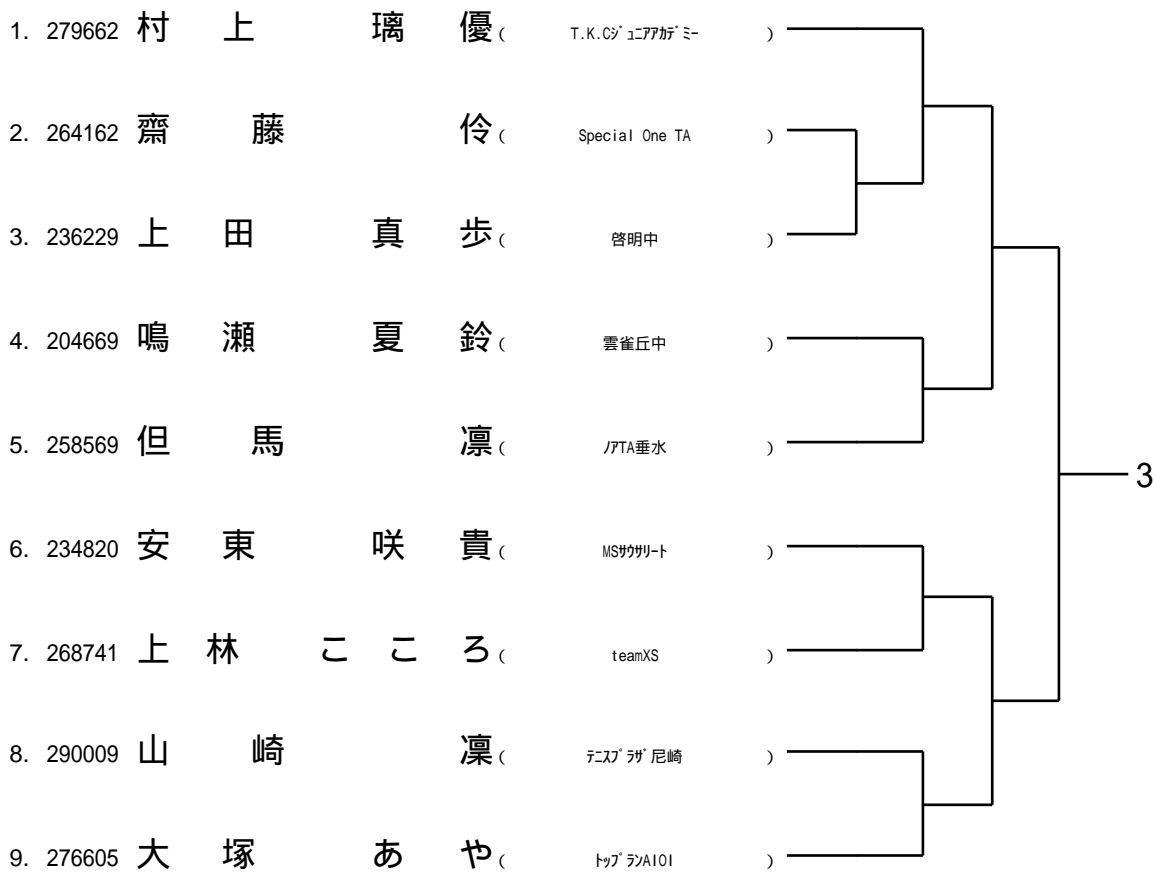 1. 279662 村 上 璃 優 ( T.K.Cｼﾞｭﾆｱｱｶﾃﾞﾐｰ )
2. 264162 齋 藤 伶 ( Special One TA )
3. 236229 上 田 真 歩 ( 啓明中 )
4. 204669 鳴 瀬 夏 鈴 ( 雲雀丘中 )
5. 258569 但 馬 凛 ( ﾉｱTA垂水 )
3
6. 234820 安 東 咲 貴 ( MSｻｳｻﾘｰﾄ )
7. 268741 上 林 こ こ ろ ( teamXS )
8. 290009 山 崎 凜 ( ﾃﾆｽﾌﾟﾗｻﾞ尼崎 )
9. 276605 大 塚 あ や ( ﾄｯﾌﾟﾗﾝAIOI )